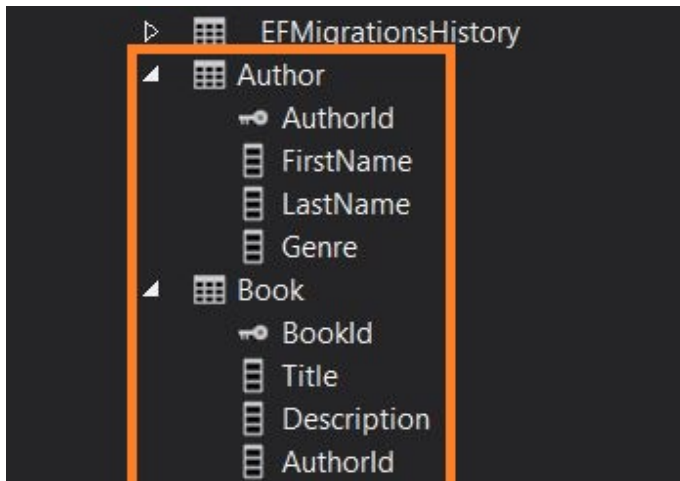 EFMigrationsHistory
Author
AuthorId
FirstName
LastName
Genre
Book
BookId
Title
Description
AuthorId